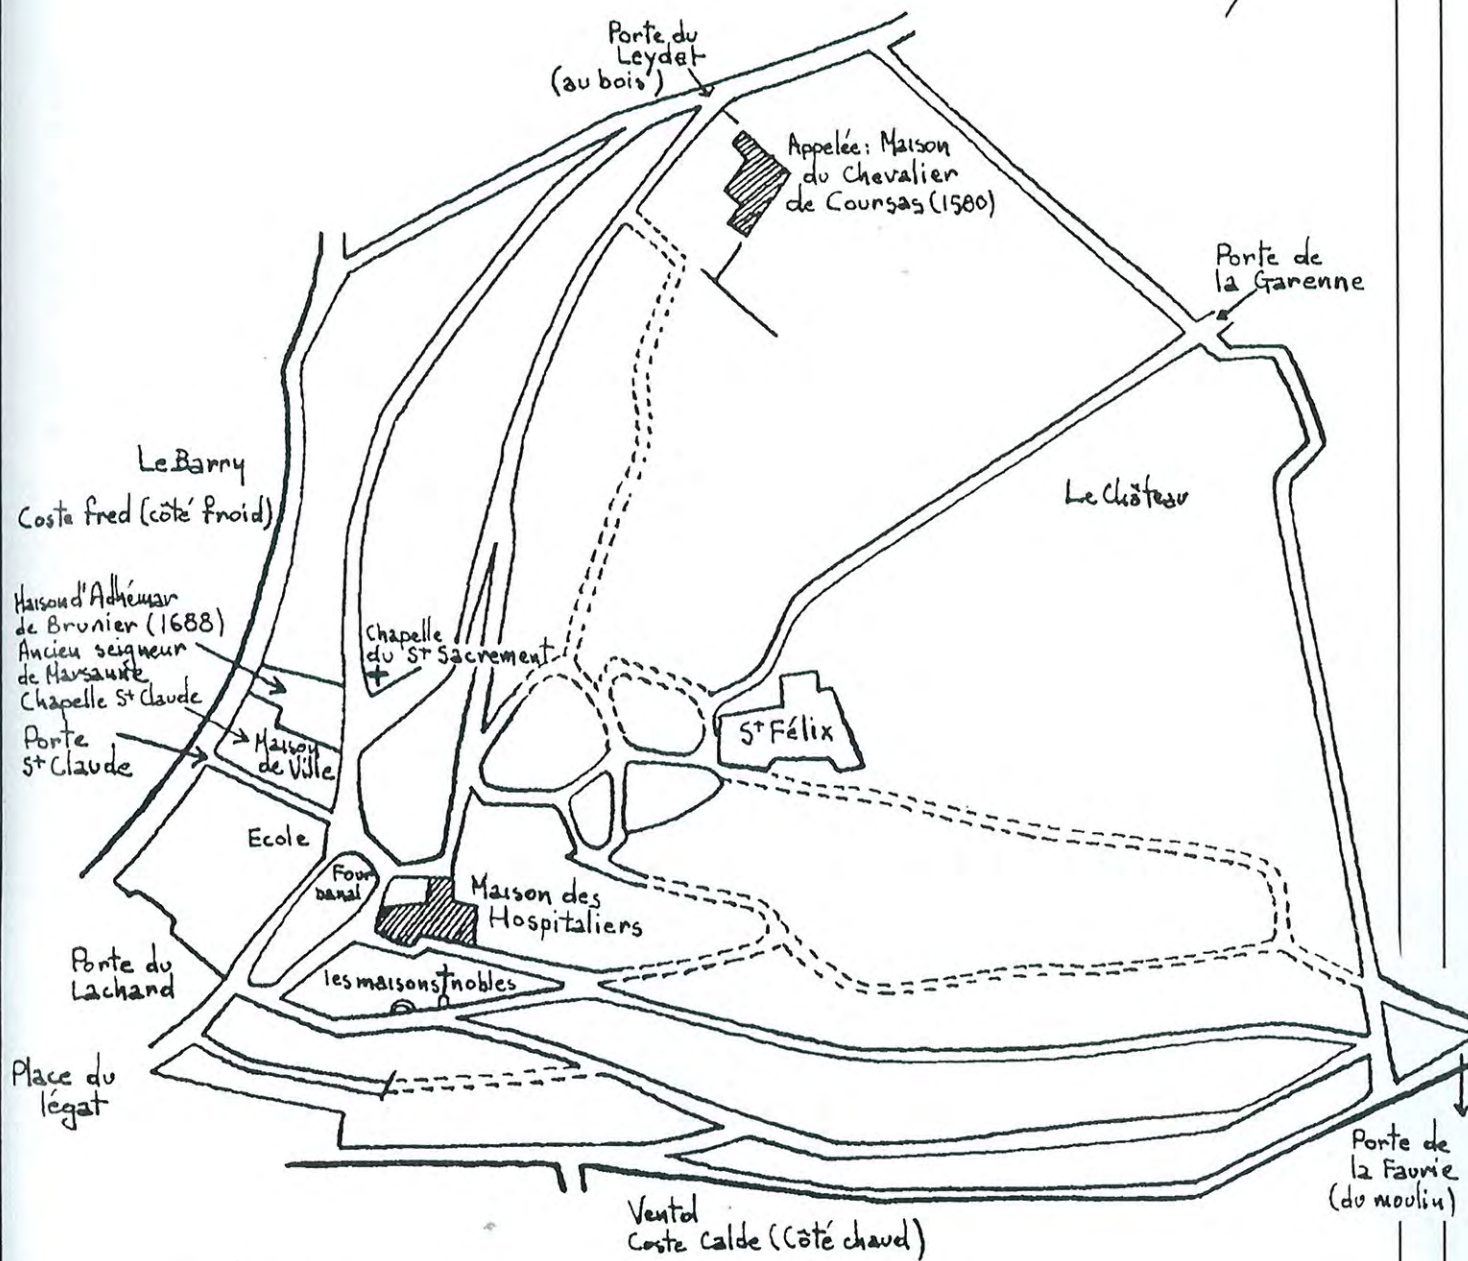 Porte du
Leydet
(au bois)
Appelée: Maison
du Chevalier
de Coursas (1580)
Porte de
la Garenne
Le Barry
Coste fred (côté froid)
Le Château
Maison d'Adhémar
de Brunier (1688)
Ancien seigneur
de Marsanne
Chapelle St Claude
Porte
St Claude
Chapelle
du St Sacrement
Maison
de Ville
St Félix
Ecole
Four
banal
Maison des
Hospitaliers
Porte du
Lachard
les maisons nobles
Place du
légat
Porte de
la Faurie
(du moulin)
Ventol
Coste Calde (Côté chaud)